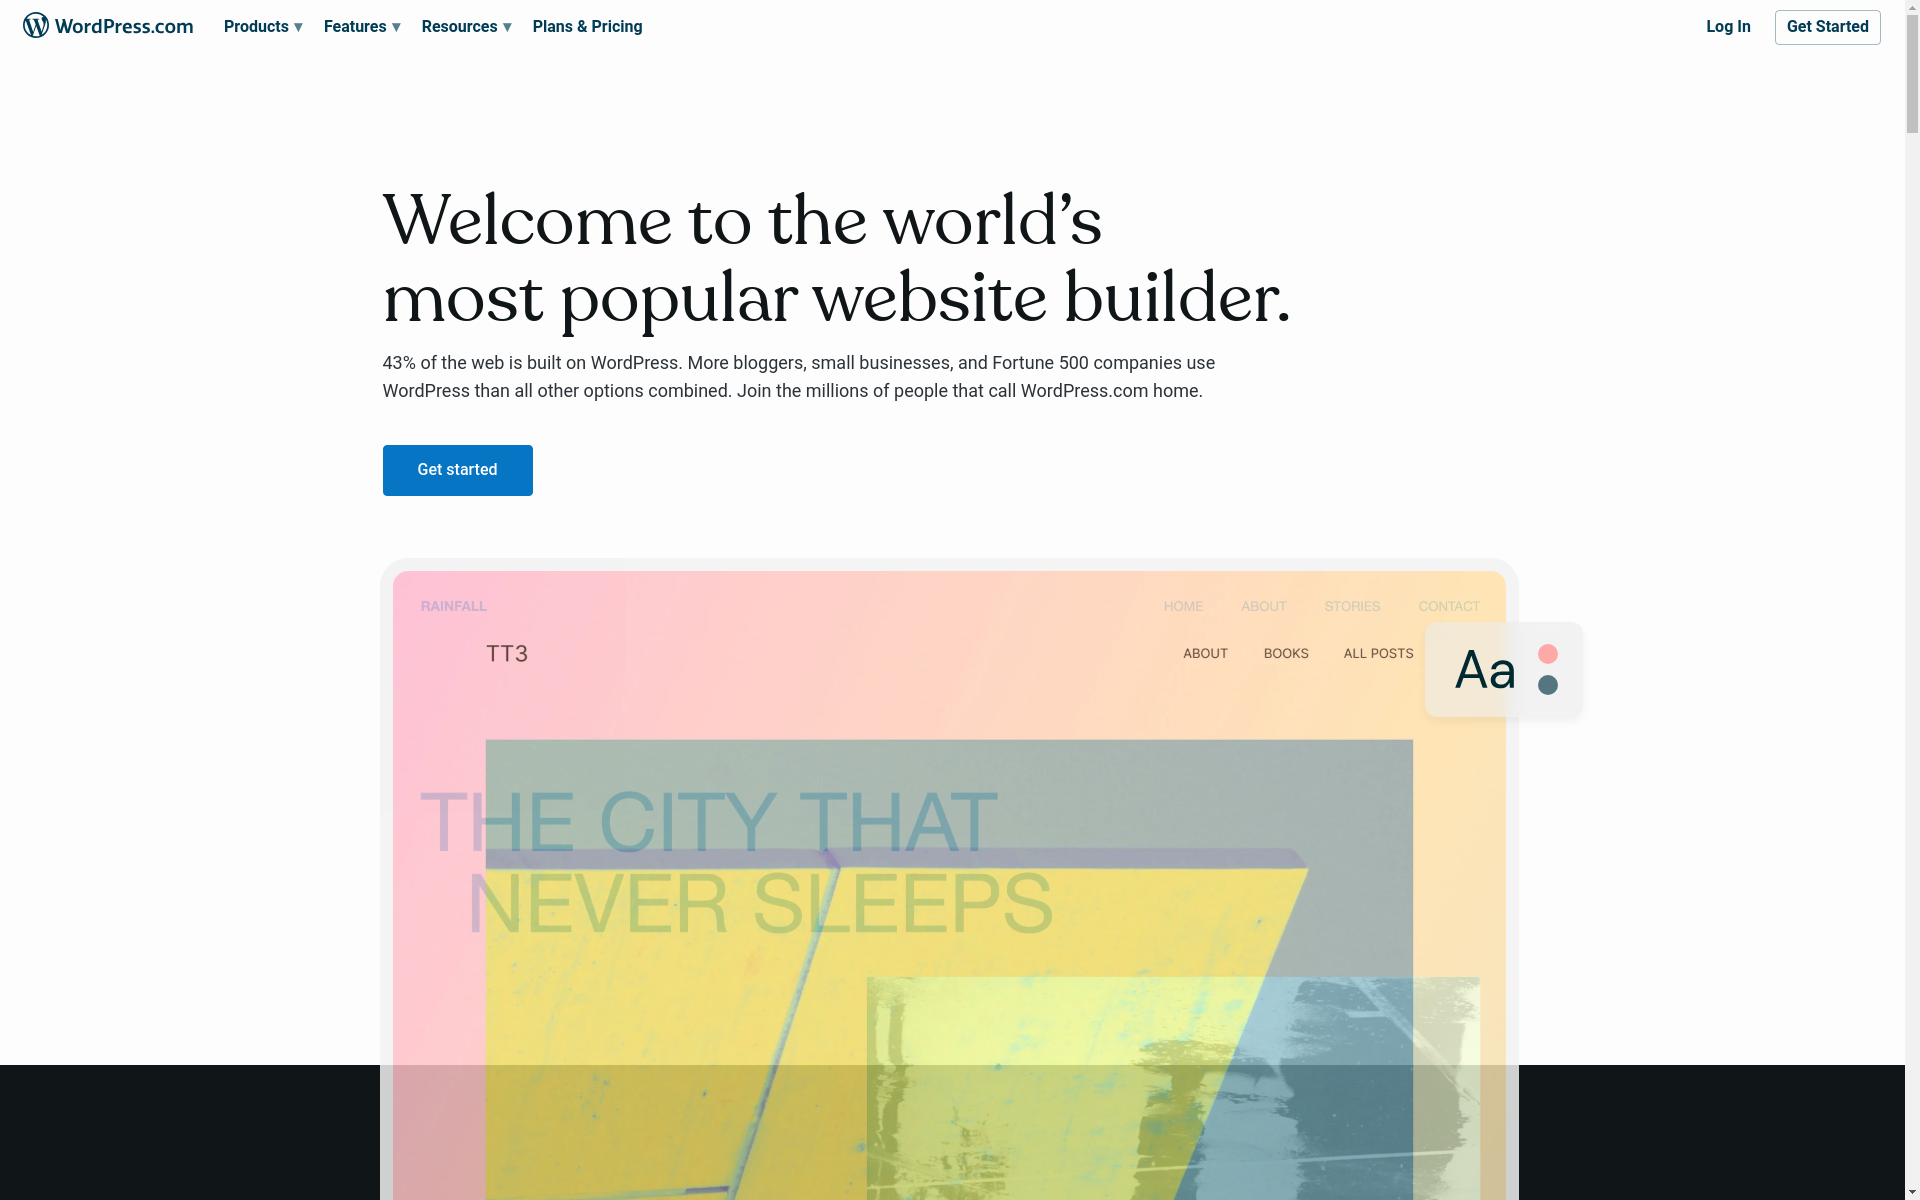 WordPress.com Products ▾ Features ▾ Resources ▾ Plans & Pricing Log In Get Started
Welcome to the world’s
most popular website builder.
43% of the web is built on WordPress. More bloggers, small businesses, and Fortune 500 companies use
WordPress than all other options combined. Join the millions of people that call WordPress.com home.
Get started
RAINFALL HOME ABOUT STORIES CONTACT
TT3 ABOUT BOOKS ALL POSTS
Aa
THE CITY THAT
NEVER SLEEPS